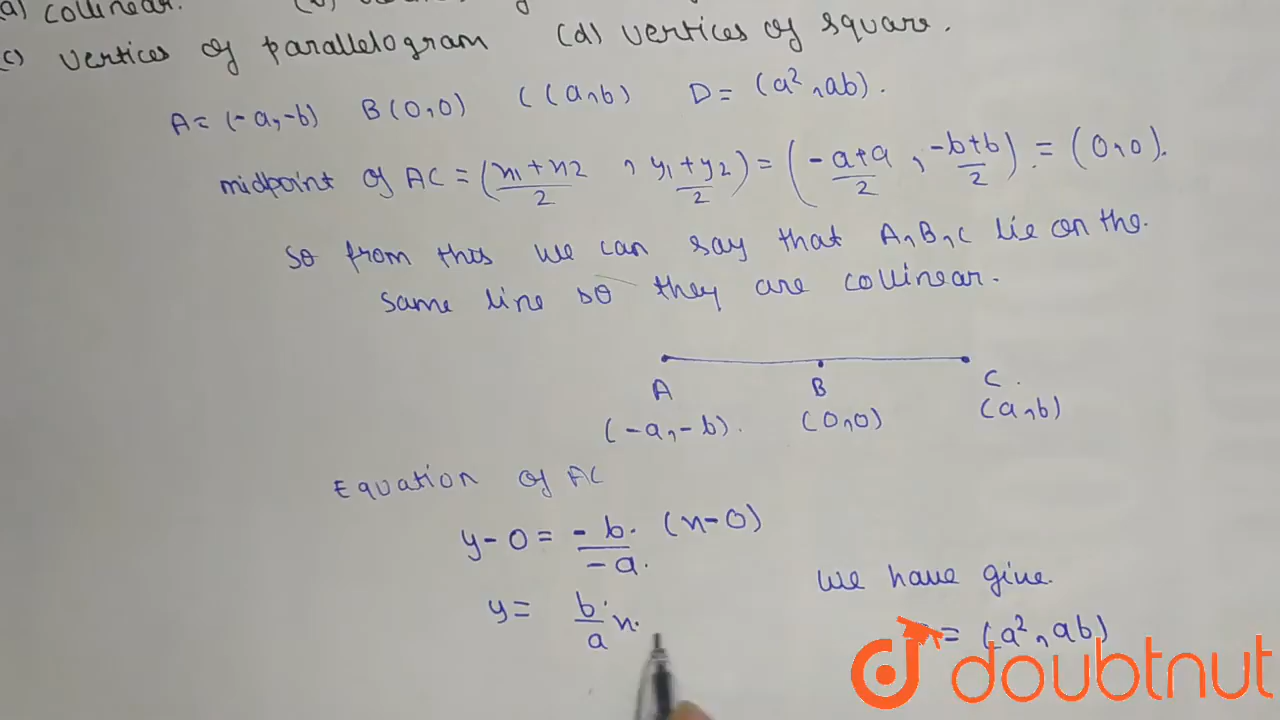 (a) collinear.
(c) vertices of parallelogram (d) vertices of square.
A= (-a,-b) B(0,0) C(a,b) D= (a²,ab).
midpoint of AC = (x₁+x₂/2 , y₁+y₂/2) = (-a+a/2 , -b+b/2) = (0,0).
so from this we can say that A,B,C lie on the.
same line so they are collinear.
A B C.
(-a,-b). (0,0) (a,b)
Equation of AC
y-0= -b/-a. (x-0)
y= b/a x.
we have give.
= (a²,ab)
doubtnut